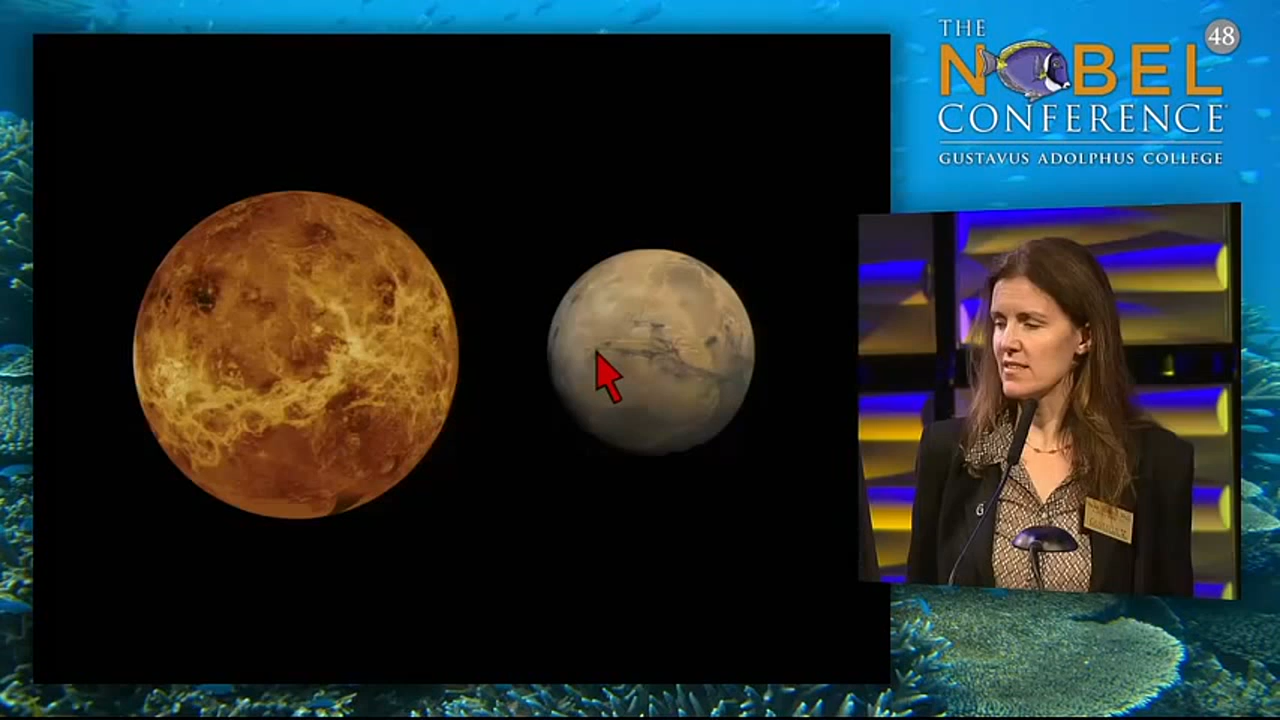 THE
48
NOBEL
CONFERENCE
GUSTAVUS ADOLPHUS COLLEGE
G